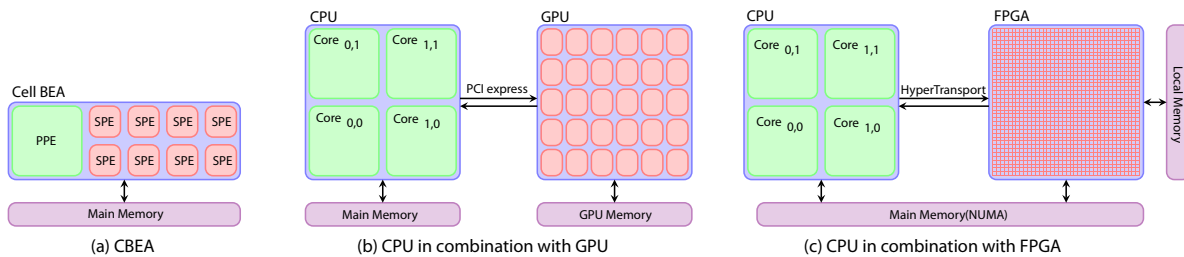 Cell BEA
PPE
SPE SPE SPE SPE
SPE SPE SPE SPE
Main Memory
(a) CBEA
CPU
Core 0,1
Core 1,1
Core 0,0
Core 1,0
PCI express
GPU
Main Memory
GPU Memory
(b) CPU in combination with GPU
CPU
Core 0,1
Core 1,1
Core 0,0
Core 1,0
HyperTransport
FPGA
Local Memory
Main Memory(NUMA)
(c) CPU in combination with FPGA